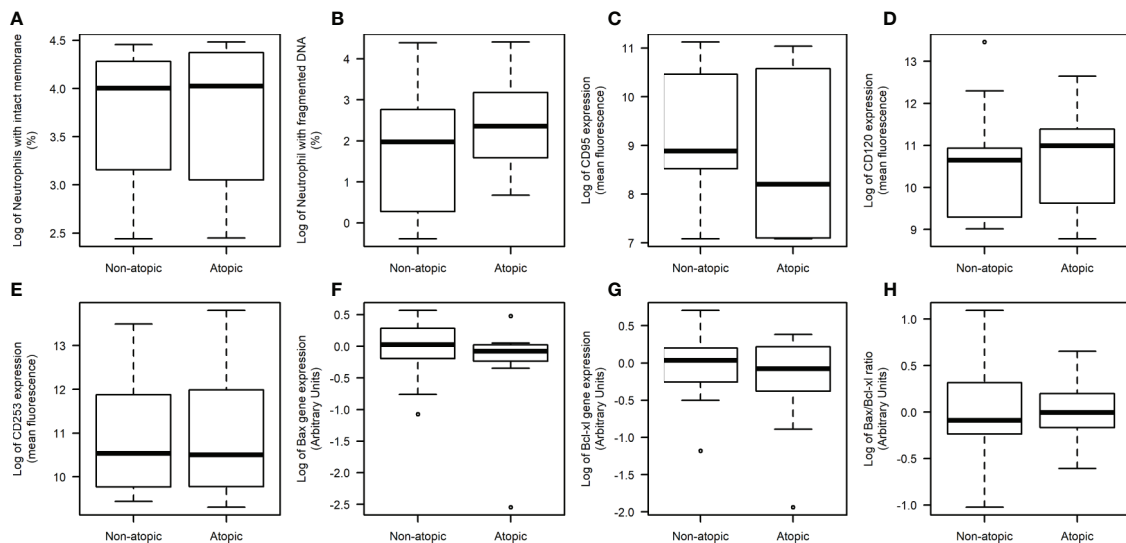 A
Log of Neutrophils with intact membrane
(%)
4.5
4.0
3.5
3.0
2.5
Non-atopic
Atopic
B
Log of Neutrophil with fragmented DNA
(%)
4
3
2
1
0
Non-atopic
Atopic
C
Log of CD95 expression
(mean fluorescence)
11
10
9
8
7
Non-atopic
Atopic
D
Log of CD120 expression
(mean fluorescence)
13
12
11
10
9
Non-atopic
Atopic
E
Log of CD253 expression
(mean fluorescence)
13
12
11
10
Non-atopic
Atopic
F
Log of Bax gene expression
(Arbitrary Units)
0.5
0.0
-0.5
-1.0
-1.5
-2.0
-2.5
Non-atopic
Atopic
G
Log of Bcl-xl gene expression
(Arbitrary Units)
0.5
0.0
-0.5
-1.0
-1.5
-2.0
Non-atopic
Atopic
H
Log of Bax/Bcl-xl ratio
(Arbitrary Units)
1.0
0.5
0.0
-0.5
-1.0
Non-atopic
Atopic